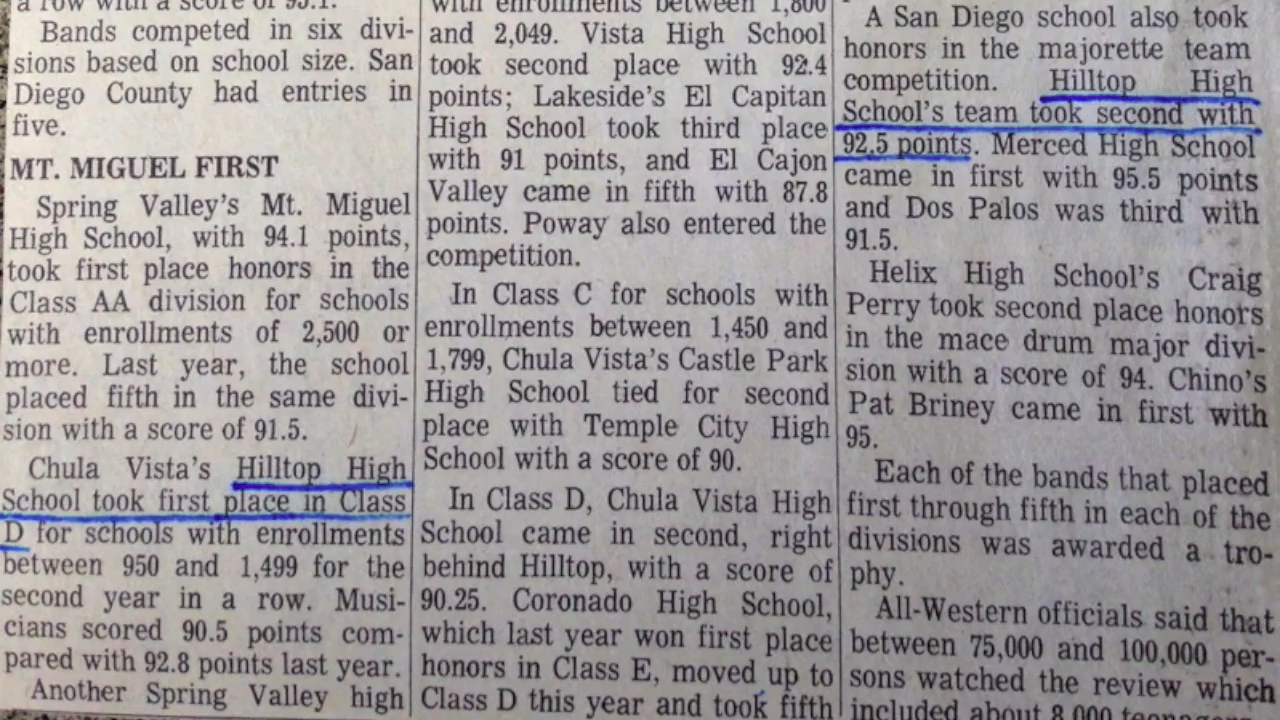 a row with a score of 93.1.
Bands competed in six divi-
sions based on school size. San
Diego County had entries in
five.
MT. MIGUEL FIRST
Spring Valley's Mt. Miguel
High School, with 94.1 points,
took first place honors in the
Class AA division for schools
with enrollments of 2,500 or
more. Last year, the school
placed fifth in the same divi-
sion with a score of 91.5.
Chula Vista's Hilltop High
School took first place in Class
D for schools with enrollments
between 950 and 1,499 for the
second year in a row. Musi-
cians scored 90.5 points com-
pared with 92.8 points last year.
Another Spring Valley high
with enrollments between 1,800
and 2,049. Vista High School
took second place with 92.4
points; Lakeside's El Capitan
High School took third place
with 91 points, and El Cajon
Valley came in fifth with 87.8
points. Poway also entered the
competition.
In Class C for schools with
enrollments between 1,450 and
1,799, Chula Vista's Castle Park
High School tied for second
place with Temple City High
School with a score of 90.
In Class D, Chula Vista High
School came in second, right
behind Hilltop, with a score of
90.25. Coronado High School,
which last year won first place
honors in Class E, moved up to
Class D this year and took fifth
A San Diego school also took
honors in the majorette team
competition. Hilltop High
School's team took second with
92.5 points. Merced High School
came in first with 95.5 points
and Dos Palos was third with
91.5.
Helix High School's Craig
Perry took second place honors
in the mace drum major divi-
sion with a score of 94. Chino's
Pat Briney came in first with
95.
Each of the bands that placed
first through fifth in each of the
divisions was awarded a tro-
phy.
All-Western officials said that
between 75,000 and 100,000 per-
sons watched the review which
included about 8,000